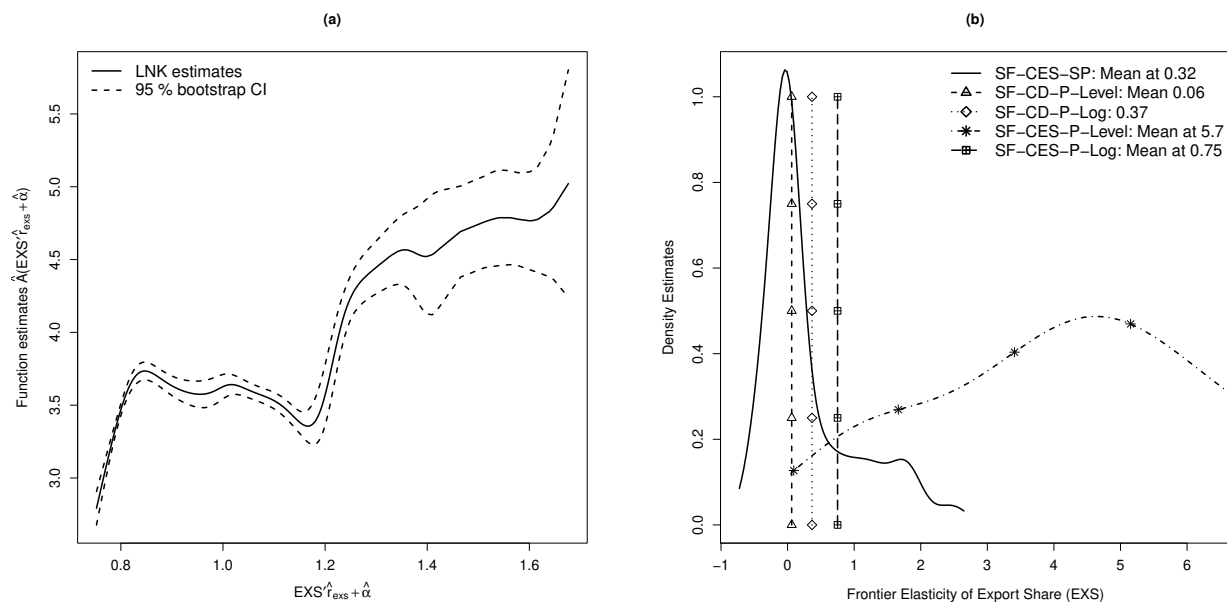 (a)
LNK estimates
95 % bootstrap CI
Function estimates Â(EXS′r̂exs + α̂)
5.5
5.0
4.5
4.0
3.5
3.0
0.8 1.0 1.2 1.4 1.6
EXS′r̂exs + α̂
(b)
SF−CES−SP: Mean at 0.32
SF−CD−P−Level: Mean 0.06
SF−CD−P−Log: 0.37
SF−CES−P−Level: Mean at 5.7
SF−CES−P−Log: Mean at 0.75
Density Estimates
1.0
0.8
0.6
0.4
0.2
0.0
−1 0 1 2 3 4 5 6
Frontier Elasticity of Export Share (EXS)